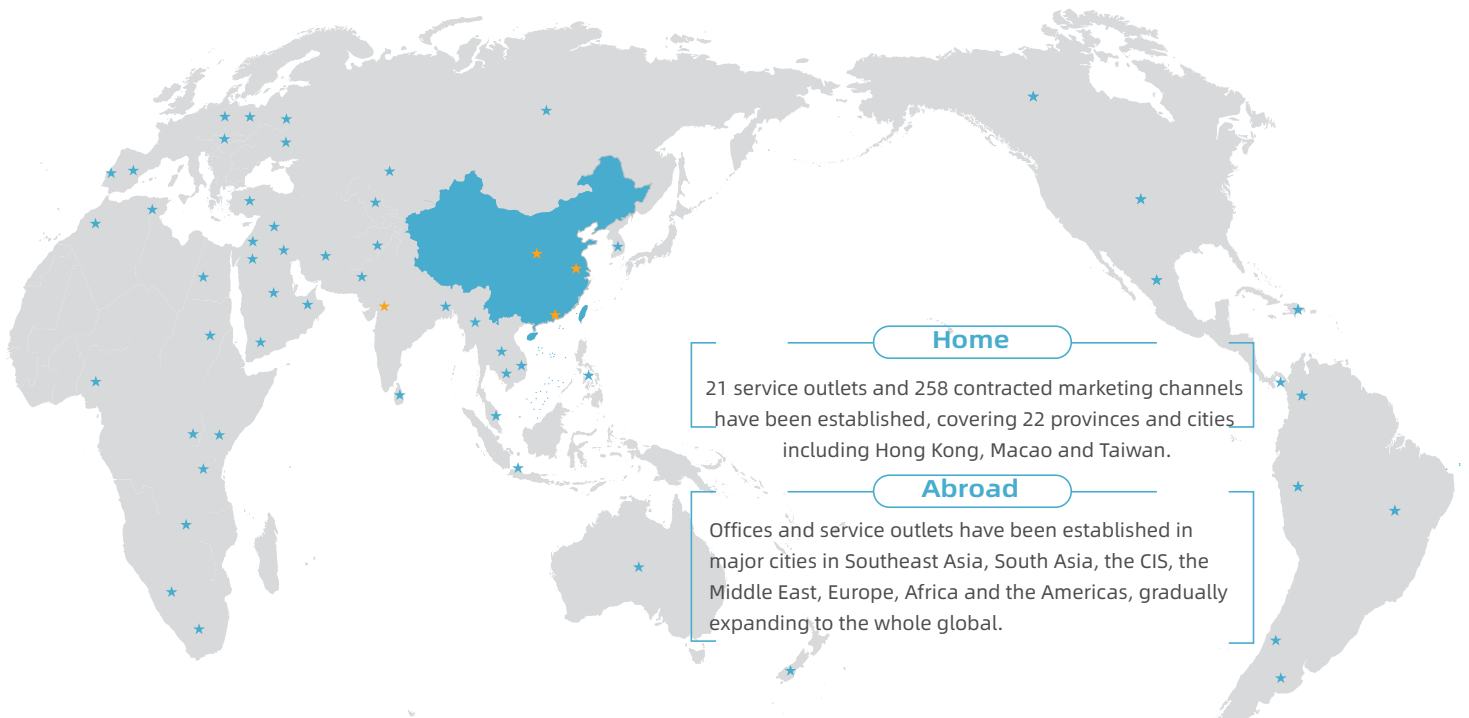 Home
21 service outlets and 258 contracted marketing channels
have been established, covering 22 provinces and cities
including Hong Kong, Macao and Taiwan.
Abroad
Offices and service outlets have been established in
major cities in Southeast Asia, South Asia, the CIS, the
Middle East, Europe, Africa and the Americas, gradually
expanding to the whole global.